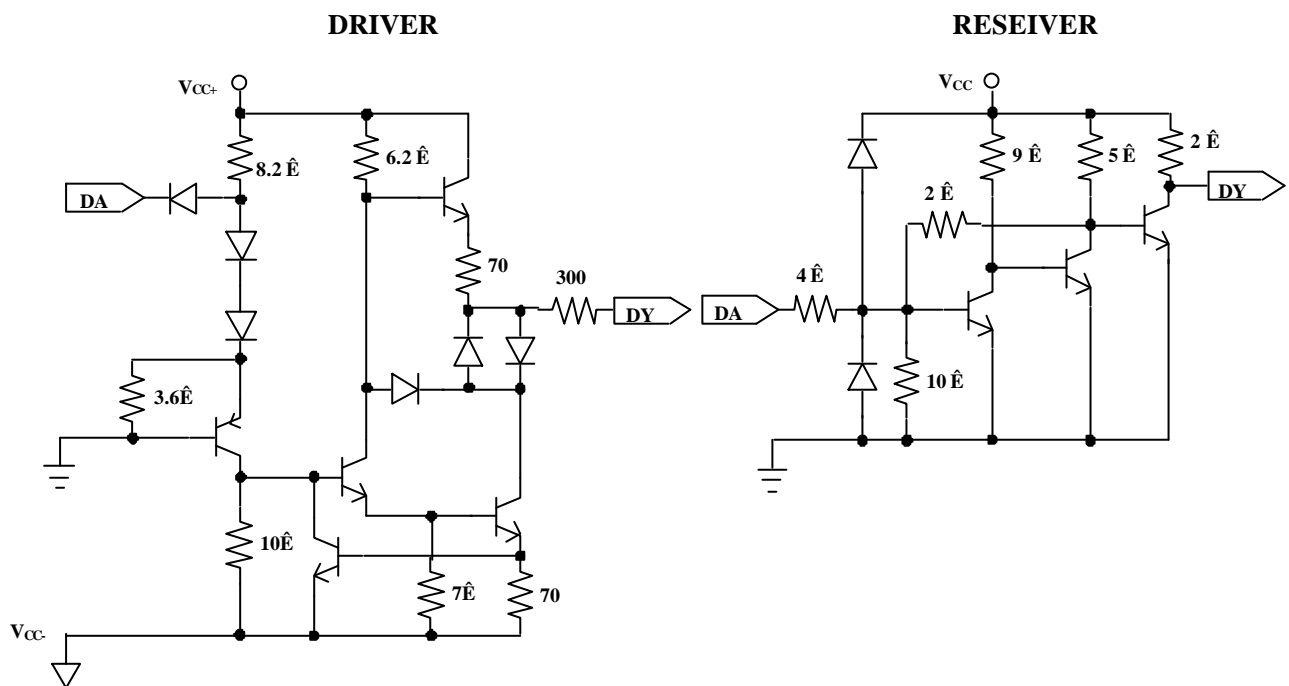 DRIVER
RESEIVER
VCC+
VCC
8.2 Ê
6.2 Ê
9 Ê
5 Ê
2 Ê
DA
2 Ê
DY
70
300
4 Ê
DY
DA
3.6Ê
10 Ê
10Ê
7Ê
70
VCC-